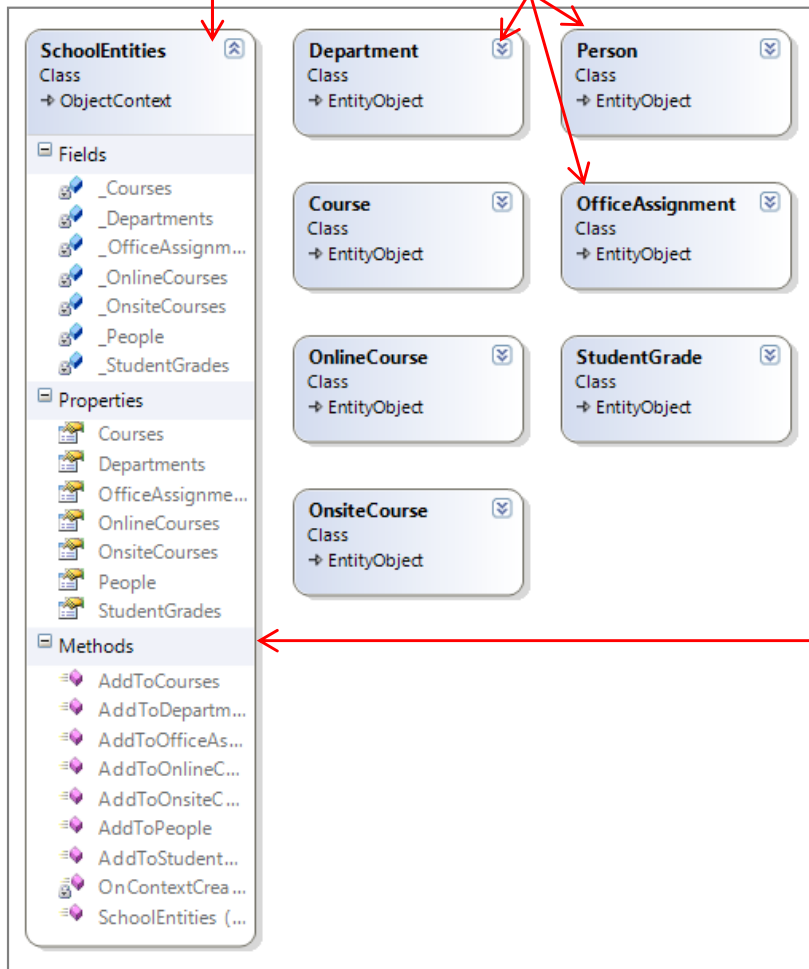 SchoolEntities
Class
ObjectContext
Fields
_Courses
_Departments
_OfficeAssignm...
_OnlineCourses
_OnsiteCourses
_People
_StudentGrades
Properties
Courses
Departments
OfficeAssignme...
OnlineCourses
OnsiteCourses
People
StudentGrades
Methods
AddToCourses
AddToDepartm...
AddToOfficeAs...
AddToOnlineC...
AddToOnsiteC...
AddToPeople
AddToStudent...
OnContextCrea...
SchoolEntities (...
Department
Class
EntityObject
Person
Class
EntityObject
Course
Class
EntityObject
OfficeAssignment
Class
EntityObject
OnlineCourse
Class
EntityObject
StudentGrade
Class
EntityObject
OnsiteCourse
Class
EntityObject